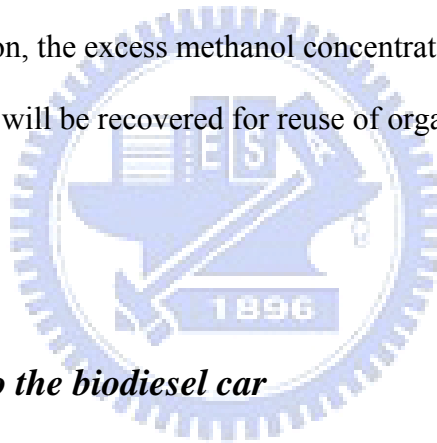 on, the excess methanol concentrat
will be recovered for reuse of orga
E S A
1896
o the biodiesel car